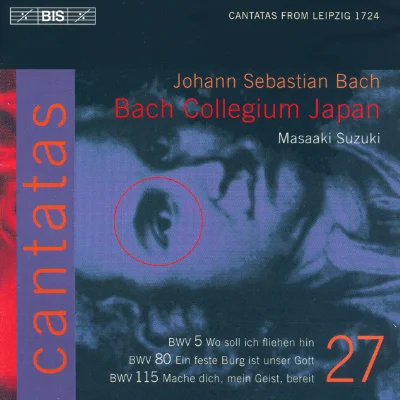 BIS
CANTATAS FROM LEIPZIG 1724
Johann Sebastian Bach
Bach Collegium Japan
Masaaki Suzuki
cantatas
BWV 5 Wo soll ich fliehen hin
BWV 80 Ein feste Burg ist unser Gott
BWV 115 Mache dich, mein Geist, bereit
27